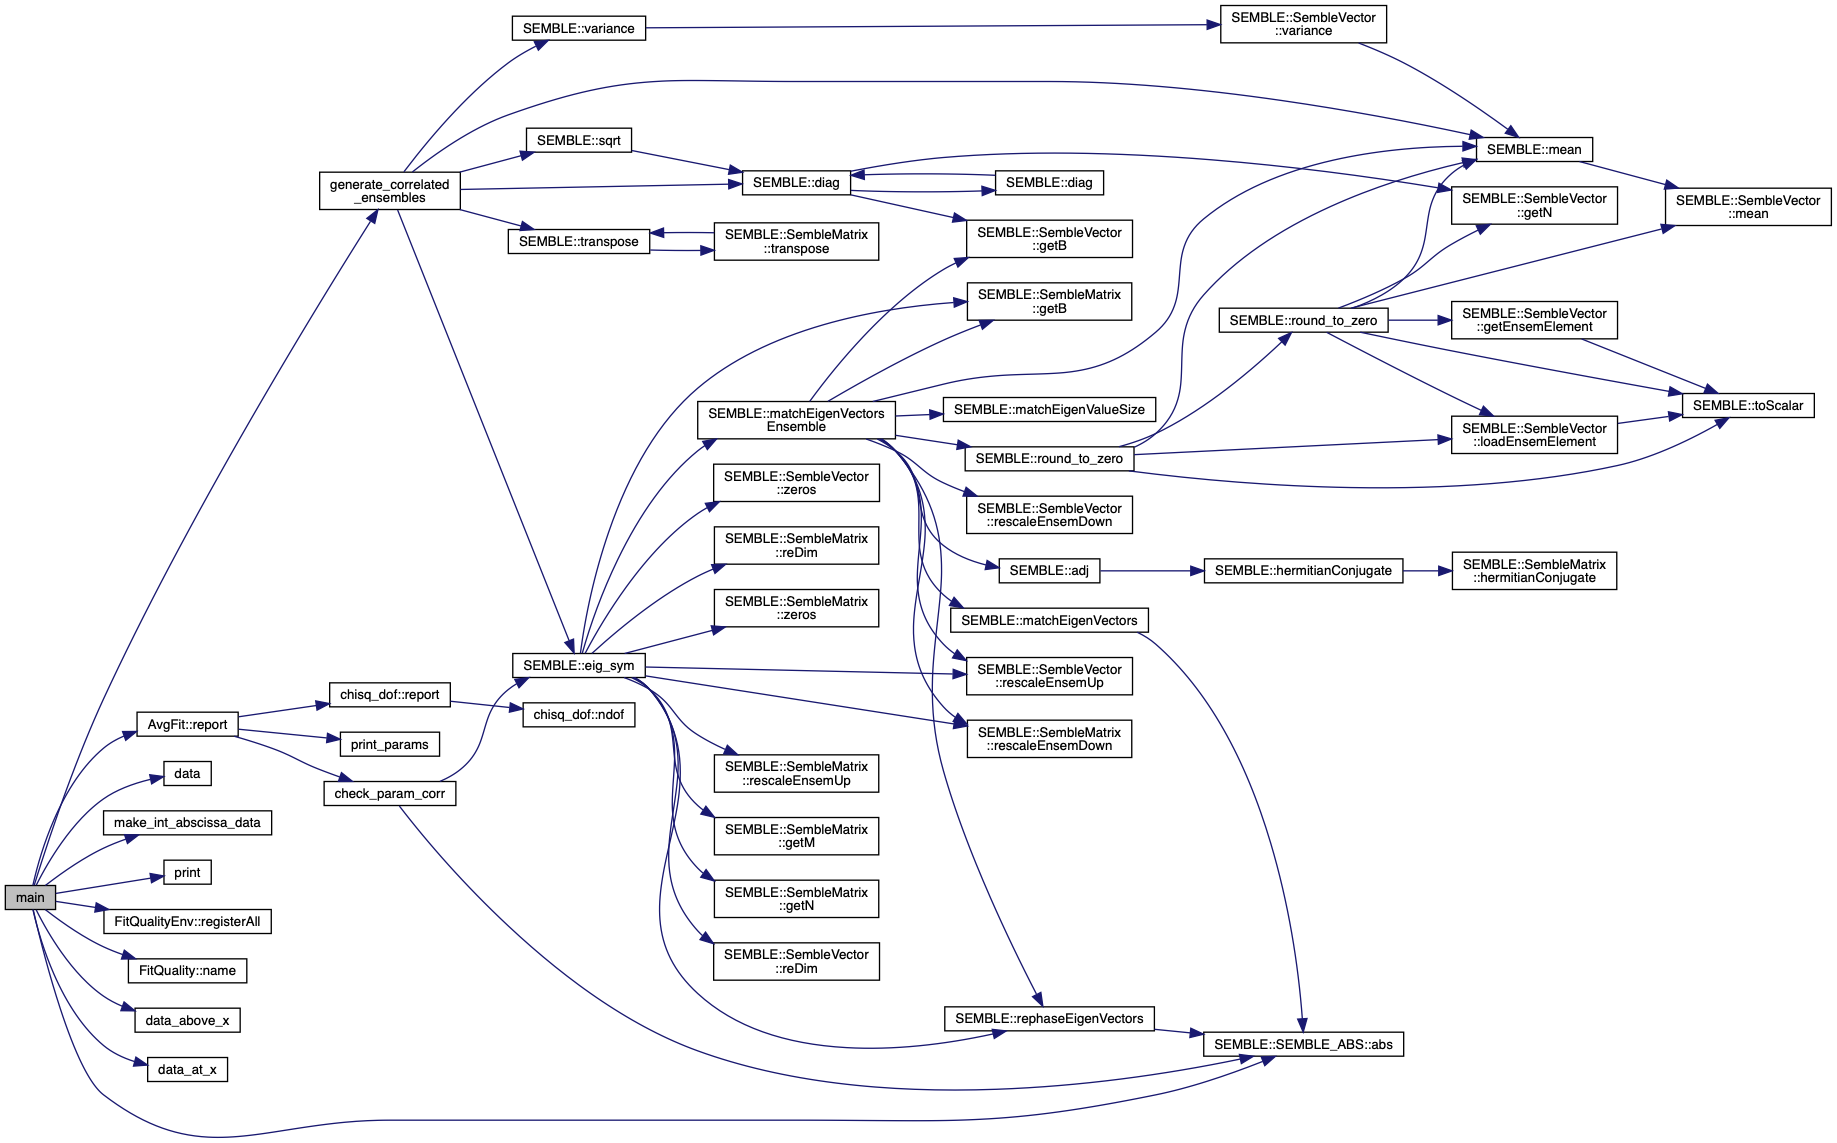 main
generate_correlated
_ensembles
AvgFit::report
data
make_int_abscissa_data
print
FitQualityEnv::registerAll
FitQuality::name
data_above_x
data_at_x
chisq_dof::report
print_params
check_param_corr
SEMBLE::variance
SEMBLE::sqrt
SEMBLE::transpose
SEMBLE::eig_sym
chisq_dof::ndof
SEMBLE::diag
SEMBLE::SembleMatrix
::transpose
SEMBLE::matchEigenVectors
Ensemble
SEMBLE::SembleVector
::zeros
SEMBLE::SembleMatrix
::reDim
SEMBLE::SembleMatrix
::zeros
SEMBLE::SembleMatrix
::rescaleEnsemUp
SEMBLE::SembleMatrix
::getM
SEMBLE::SembleMatrix
::getN
SEMBLE::SembleVector
::reDim
SEMBLE::diag
SEMBLE::SembleVector
::getB
SEMBLE::SembleMatrix
::getB
SEMBLE::matchEigenValueSize
SEMBLE::round_to_zero
SEMBLE::SembleVector
::rescaleEnsemDown
SEMBLE::adj
SEMBLE::matchEigenVectors
SEMBLE::SembleVector
::rescaleEnsemUp
SEMBLE::SembleMatrix
::rescaleEnsemDown
SEMBLE::rephaseEigenVectors
SEMBLE::SembleVector
::variance
SEMBLE::round_to_zero
SEMBLE::hermitianConjugate
SEMBLE::SEMBLE_ABS::abs
SEMBLE::mean
SEMBLE::SembleVector
::getN
SEMBLE::SembleVector
::getEnsemElement
SEMBLE::SembleVector
::loadEnsemElement
SEMBLE::SembleMatrix
::hermitianConjugate
SEMBLE::SembleVector
::mean
SEMBLE::toScalar